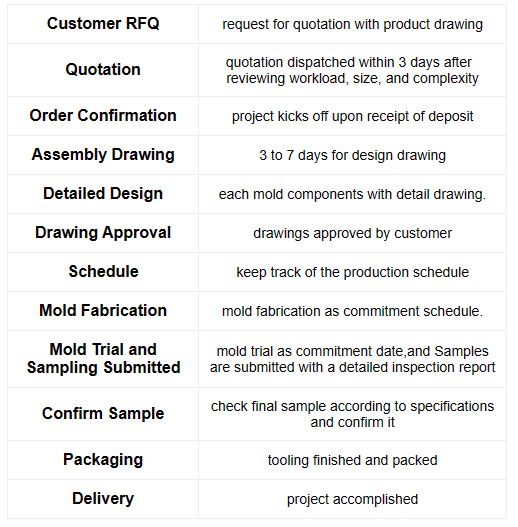 Customer RFQ
request for quotation with product drawing
Quotation
quotation dispatched within 3 days after
reviewing workload, size, and complexity
Order Confirmation
project kicks off upon receipt of deposit
Assembly Drawing
3 to 7 days for design drawing
Detailed Design
each mold components with detail drawing.
Drawing Approval
drawings approved by customer
Schedule
keep track of the production schedule
Mold Fabrication
mold fabrication as commitment schedule.
Mold Trial and
Sampling Submitted
mold trial as commitment date,and Samples
are submitted with a detailed inspection report
Confirm Sample
check final sample according to specifications
and confirm it
Packaging
tooling finished and packed
Delivery
project accomplished